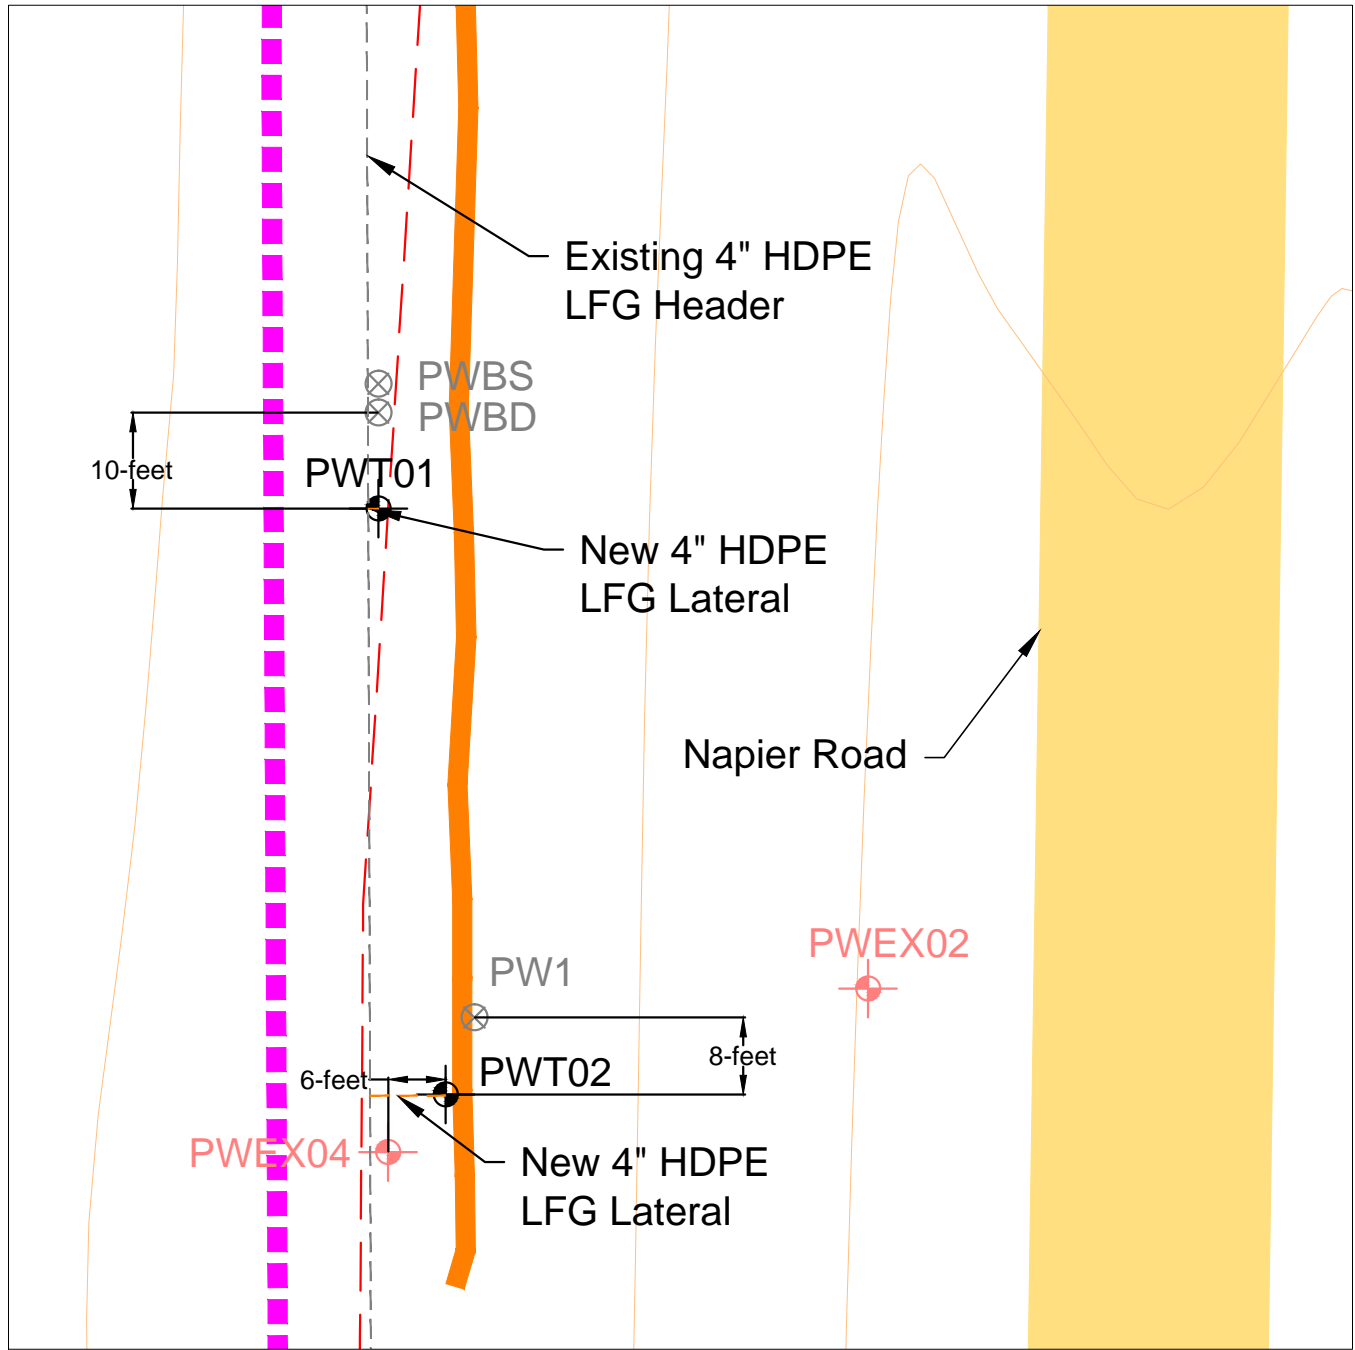 Existing 4" HDPE
LFG Header
PWBS
PWBD
10-feet
PWT01
New 4" HDPE
LFG Lateral
Napier Road
PWEX02
PW1
8-feet
PWT02
6-feet
PWEX04
New 4" HDPE
LFG Lateral